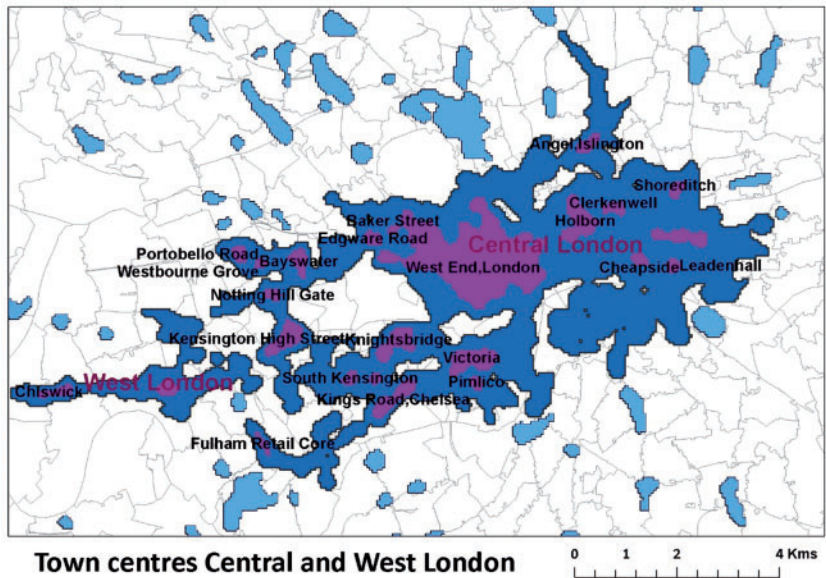 Angel,Islington
Shoreditch
Clerkenwell
Baker Street
Holborn
Edgware Road
Central London
Portobello Road
Bayswater
West End,London
Cheapside
Leadenhall
Westbourne Grove
Notting Hill Gate
Kensington High Street
Knightsbridge
Victoria
West London
South Kensington
Pimlico
Chiswick
Kings Road,Chelsea
Fulham Retail Core
Town centres Central and West London
0 1 2 4 Kms